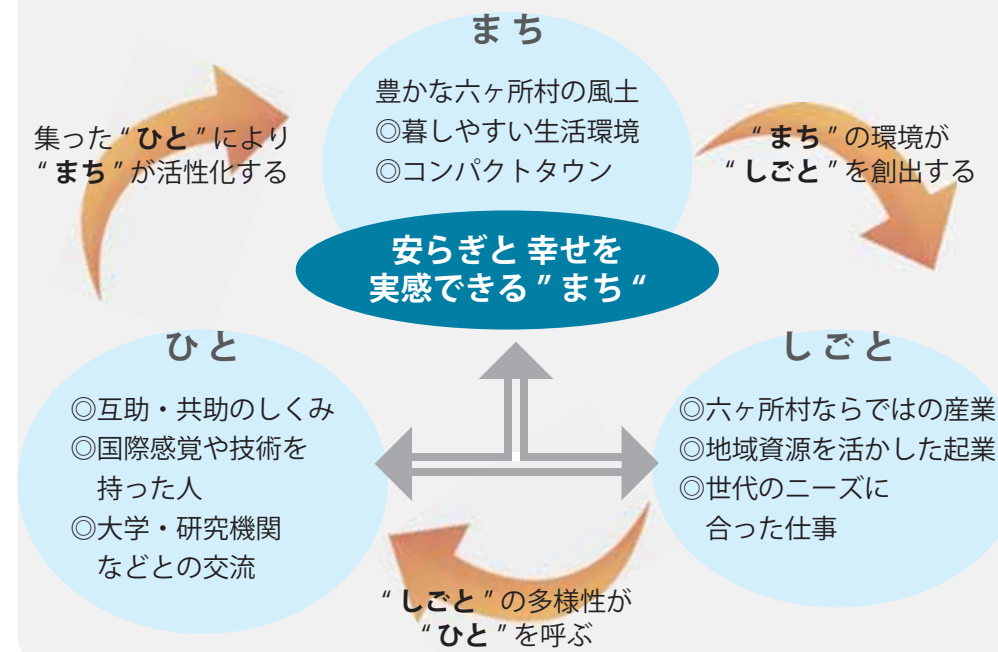 まち
豊かな六ヶ所村の風土
◎暮しやすい生活環境
◎コンパクトタウン
集った“ひと”により
“まち”が活性化する
“まち”の環境が
“しごと”を創出する
安らぎと 幸せを
実感できる ” まち “
ひと
◎互助・共助のしくみ
◎国際感覚や技術を
持った人
◎大学・研究機関
などとの交流
しごと
◎六ヶ所村ならではの産業
◎地域資源を活かした起業
◎世代のニーズに
合った仕事
“しごと”の多様性が
“ひと”を呼ぶ